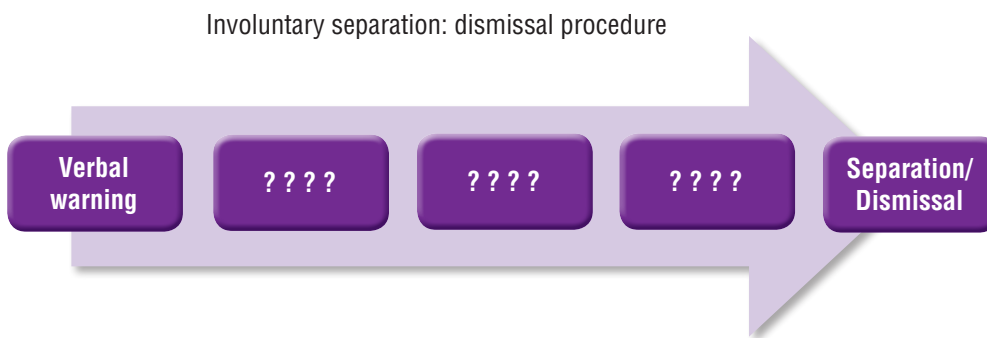 Involuntary separation: dismissal procedure
Verbal
warning
? ? ? ?
? ? ? ?
? ? ? ?
Separation/
Dismissal